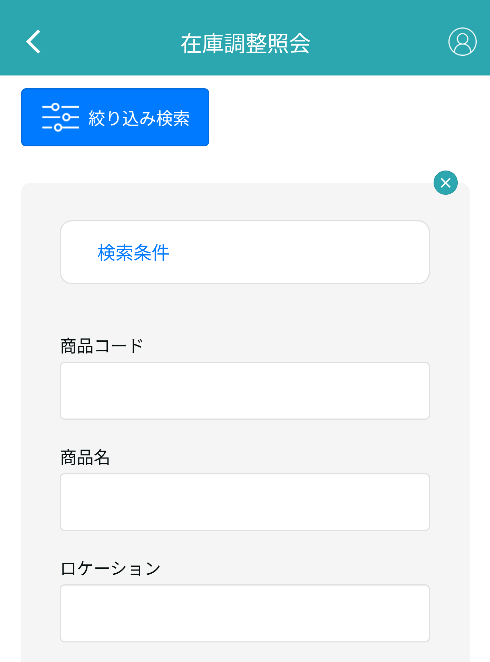 在庫調整照会
絞り込み検索
検索条件
商品コード
商品名
ロケーション